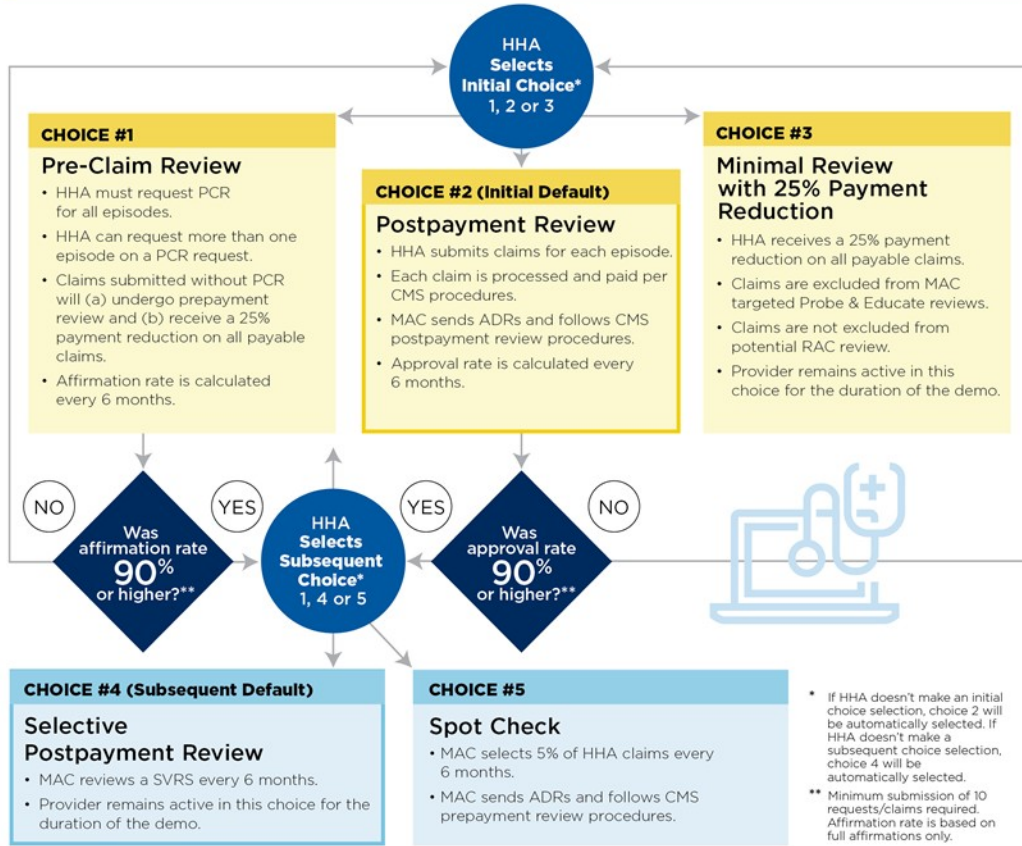 HHA
Selects
Initial Choice*
1, 2 or 3
CHOICE #1
Pre-Claim Review
• HHA must request PCR
for all episodes.
• HHA can request more than one
episode on a PCR request.
• Claims submitted without PCR
will (a) undergo prepayment
review and (b) receive a 25%
payment reduction on all payable
claims.
• Affirmation rate is calculated
every 6 months.
CHOICE #2 (Initial Default)
Postpayment Review
• HHA submits claims for each episode.
• Each claim is processed and paid per
CMS procedures.
• MAC sends ADRs and follows CMS
postpayment review procedures.
• Approval rate is calculated every
6 months.
CHOICE #3
Minimal Review
with 25% Payment
Reduction
• HHA receives a 25% payment
reduction on all payable claims.
• Claims are excluded from MAC
targeted Probe & Educate reviews.
• Claims are not excluded from
potential RAC review.
• Provider remains active in this
choice for the duration of the demo.
NO
Was
affirmation rate
90%
or higher?**
YES
HHA
Selects
Subsequent
Choice*
1, 4 or 5
YES
Was
approval rate
90%
or higher?**
NO
CHOICE #4 (Subsequent Default)
Selective
Postpayment Review
• MAC reviews a SVRS every 6 months.
• Provider remains active in this choice for the
duration of the demo.
CHOICE #5
Spot Check
• MAC selects 5% of HHA claims every
6 months.
• MAC sends ADRs and follows CMS
prepayment review procedures.
* If HHA doesn't make an initial
choice selection, choice 2 will
be automatically selected. If
HHA doesn't make a
subsequent choice selection,
choice 4 will be
automatically selected.
** Minimum submission of 10
requests/claims required.
Affirmation rate is based on
full affirmations only.